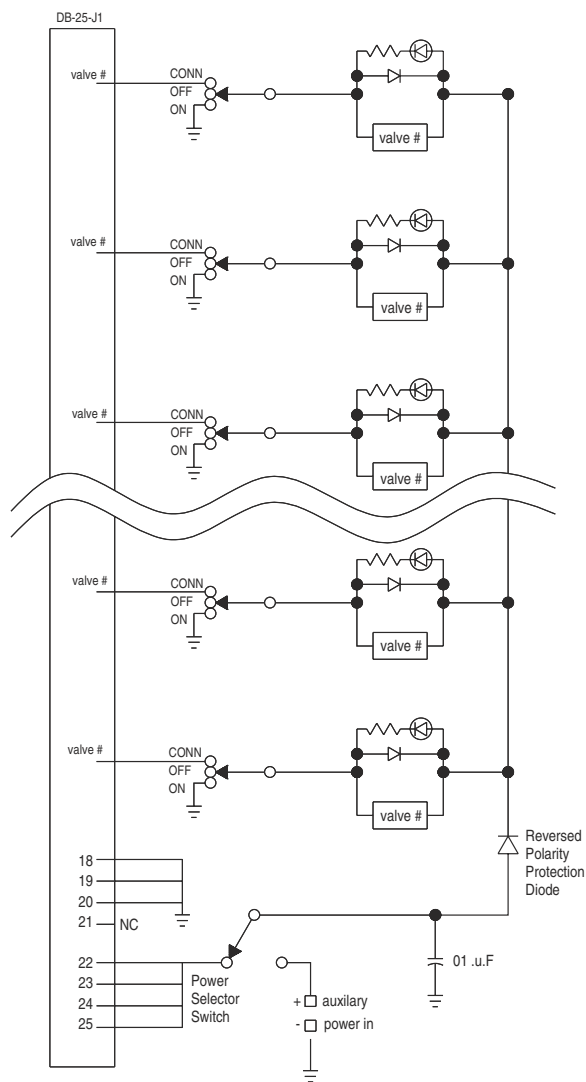 DB-25-J1
valve #
CONN
OFF
ON
valve #
valve #
CONN
OFF
ON
valve #
valve #
CONN
OFF
ON
valve #
valve #
CONN
OFF
ON
valve #
valve #
CONN
OFF
ON
valve #
Reversed
Polarity
Protection
Diode
18
19
20
21
NC
22
23
24
25
Power
Selector
Switch
01 .u.F
+ auxilary
- power in